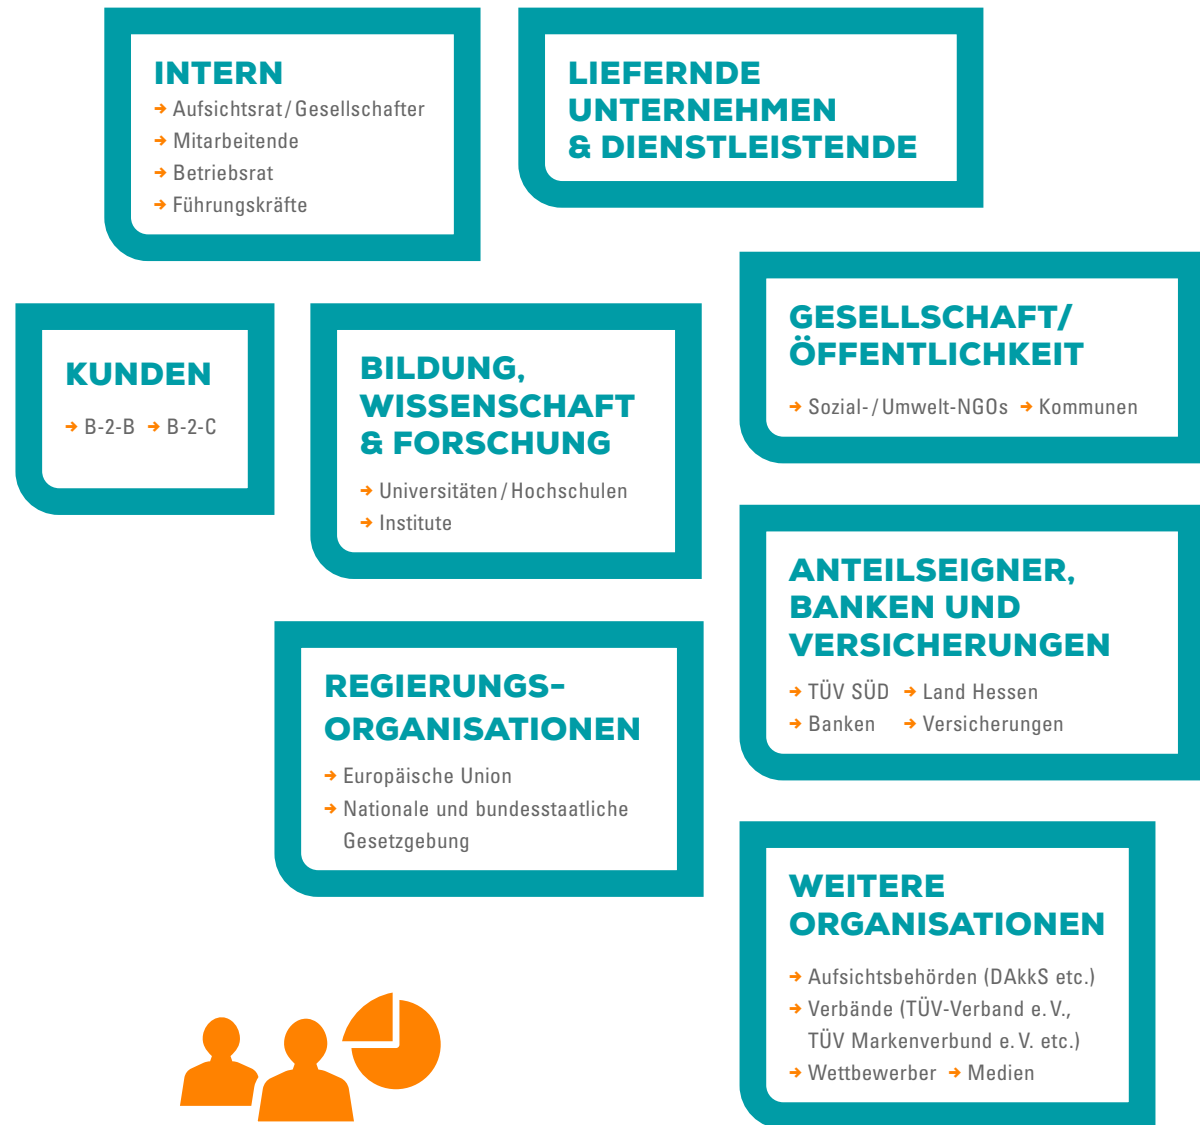 INTERN
→ Aufsichtsrat / Gesellschafter
→ Mitarbeitende
→ Betriebsrat
→ Führungskräfte
LIEFERNDE
UNTERNEHMEN
& DIENSTLEISTENDE
KUNDEN
→ B-2-B → B-2-C
BILDUNG,
WISSENSCHAFT
& FORSCHUNG
→ Universitäten / Hochschulen
→ Institute
GESELLSCHAFT/
ÖFFENTLICHKEIT
→ Sozial- / Umwelt-NGOs → Kommunen
ANTEILSEIGNER,
BANKEN UND
VERSICHERUNGEN
→ TÜV SÜD → Land Hessen
→ Banken → Versicherungen
REGIERUNGS-
ORGANISATIONEN
→ Europäische Union
→ Nationale und bundesstaatliche
Gesetzgebung
WEITERE
ORGANISATIONEN
→ Aufsichtsbehörden (DAkkS etc.)
→ Verbände (TÜV-Verband e. V.,
TÜV Markenverbund e. V. etc.)
→ Wettbewerber → Medien